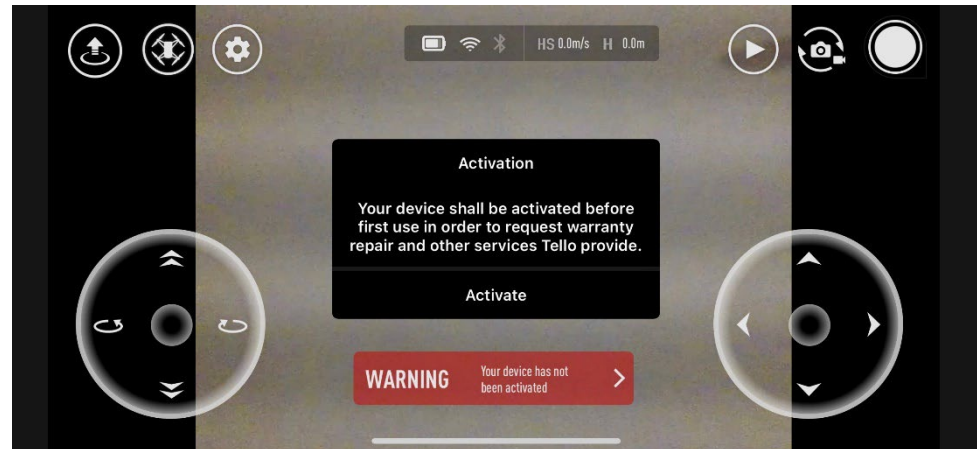 HS 0.0m/s H 0.0m
Activation
Your device shall be activated before
first use in order to request warranty
repair and other services Tello provide.
Activate
WARNING
Your device has not
been activated